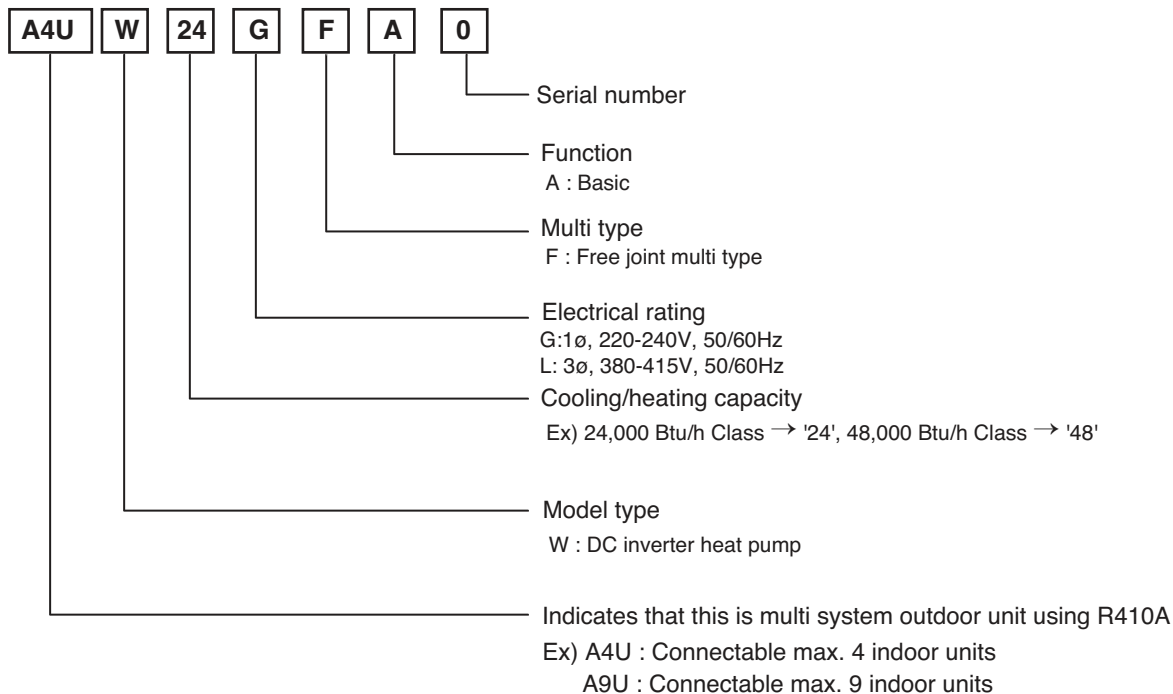 A4U W 24 G F A 0
Serial number
Function
A : Basic
Multi type
F : Free joint multi type
Electrical rating
G:1ø, 220-240V, 50/60Hz
L: 3ø, 380-415V, 50/60Hz
Cooling/heating capacity
Ex) 24,000 Btu/h Class → '24', 48,000 Btu/h Class → '48'
Model type
W : DC inverter heat pump
Indicates that this is multi system outdoor unit using R410A
Ex) A4U : Connectable max. 4 indoor units
A9U : Connectable max. 9 indoor units